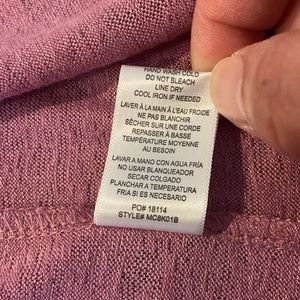 HAND WASH COLD
DO NOT BLEACH
LINE DRY
COOL IRON IF NEEDED
LAVER À LA MAIN À L'EAU FROIDE
NE PAS BLANCHIR
SÉCHER SUR UNE CORDE
REPASSER À BASSE
TEMPÉRATURE MOYENNE
AU BESOIN
LAVAR A MANO CON AGUA FRÍA
NO USAR BLANQUEADOR
SECAR COLGADO
PLANCHAR A TEMPERATURA
FRÍA SI ES NECESARIO
PO# 18114
STYLE# MC8K01B